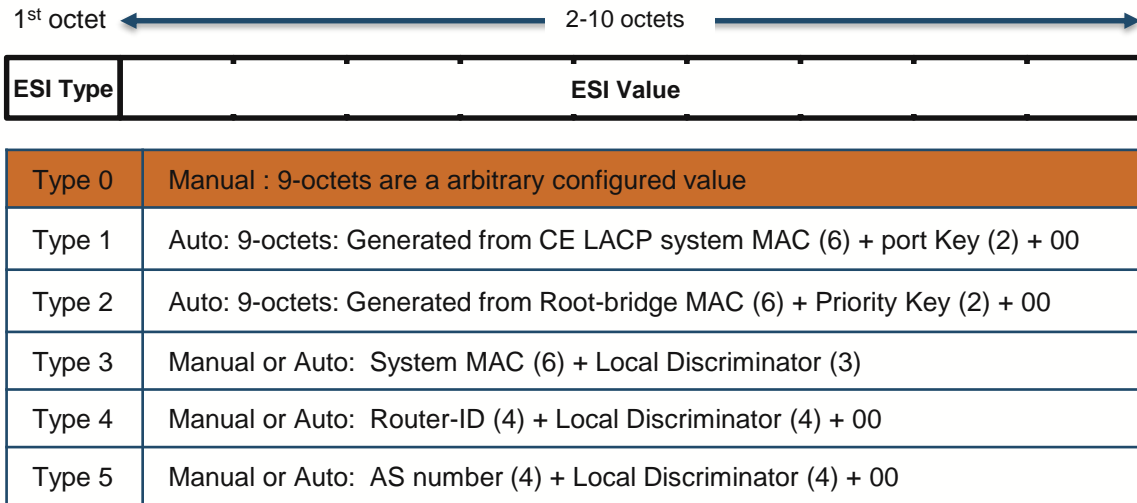 1st octet 2-10 octets
ESI Type ESI Value
Type 0 Manual : 9-octets are a arbitrary configured value
Type 1 Auto: 9-octets: Generated from CE LACP system MAC (6) + port Key (2) + 00
Type 2 Auto: 9-octets: Generated from Root-bridge MAC (6) + Priority Key (2) + 00
Type 3 Manual or Auto: System MAC (6) + Local Discriminator (3)
Type 4 Manual or Auto: Router-ID (4) + Local Discriminator (4) + 00
Type 5 Manual or Auto: AS number (4) + Local Discriminator (4) + 00